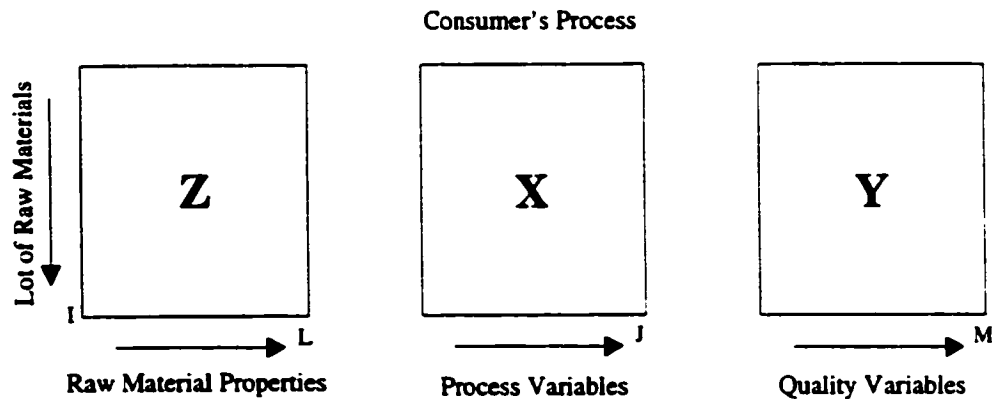 Consumer's Process
Lot of Raw Materials
Z
X
Y
I
L
J
M
Raw Material Properties
Process Variables
Quality Variables